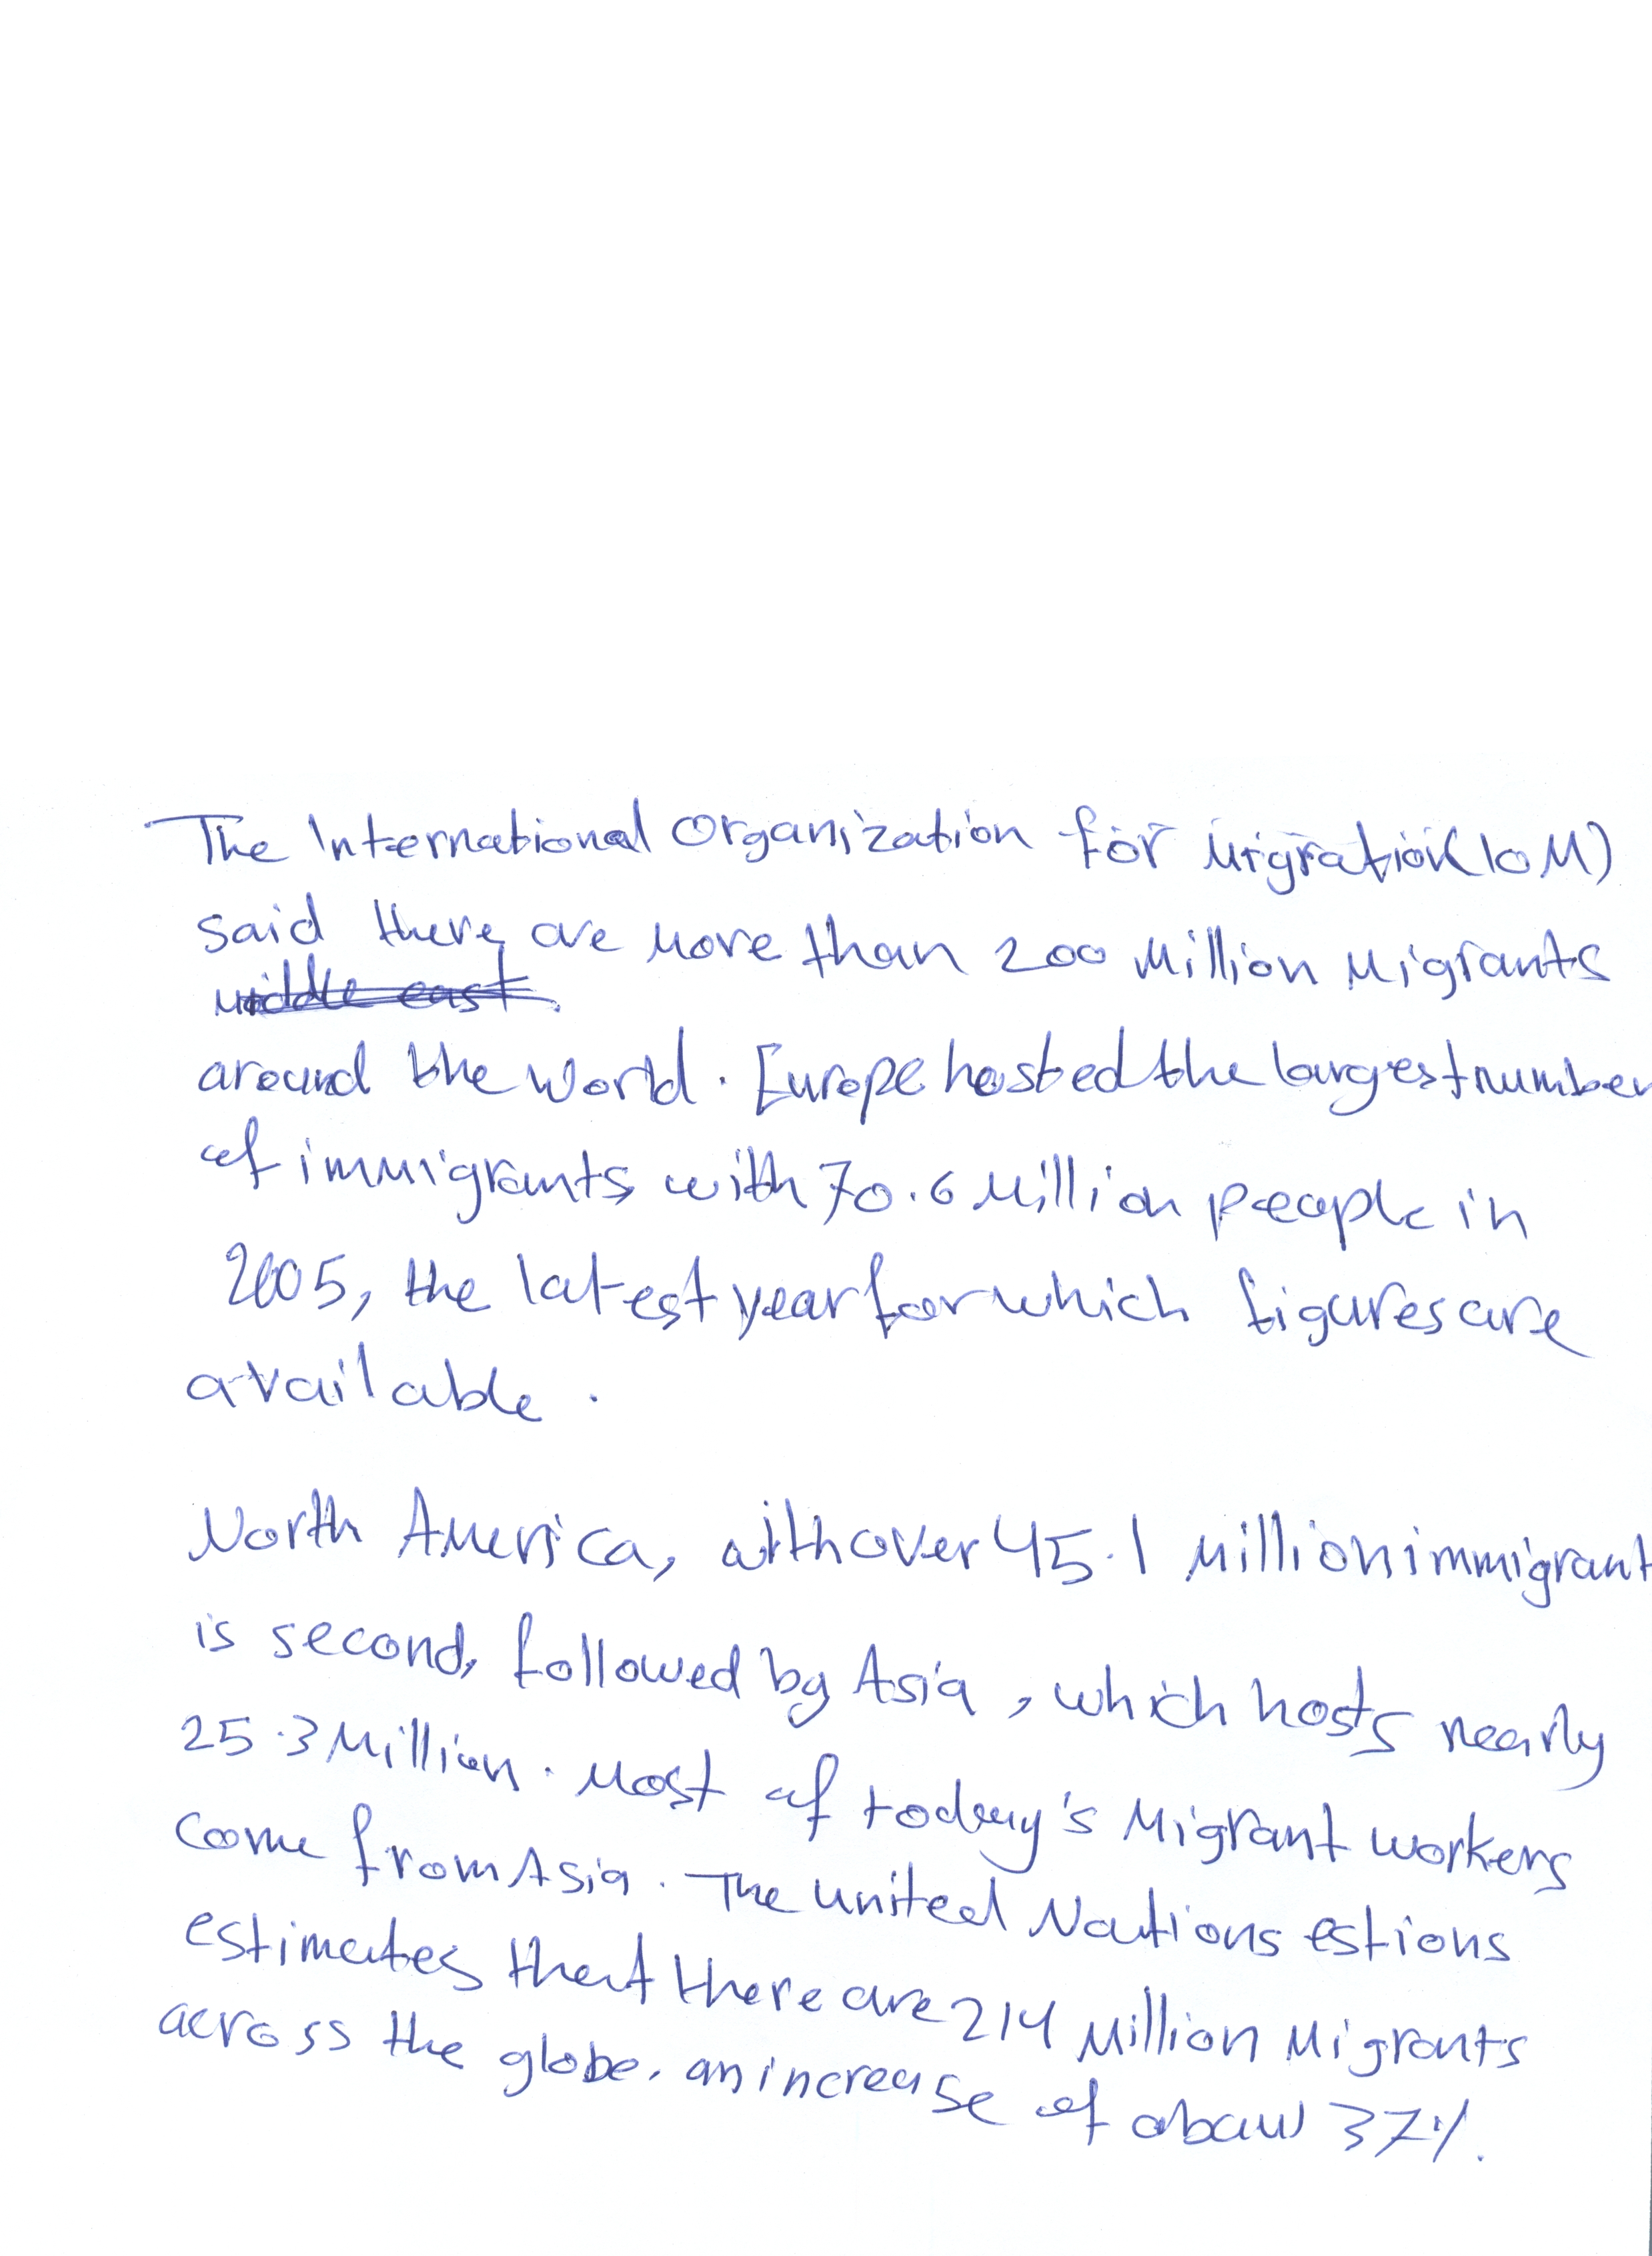 The International Organization for Migration (IOM)
said there are more than 200 Million Migrants
middle east.
around the World. Europe hosted the largest number
of immigrants with 70.6 Million people in
2005, the latest year for which figures are
available.
North America, with over 45.1 Million immigrant
is second, followed by Asia, which hosts nearly
25.3 Million. Most of today's Migrant workers
come from Asia. The United Nations estions
estimates that there are 214 Million Migrants
across the globe, an increase of about 37%.